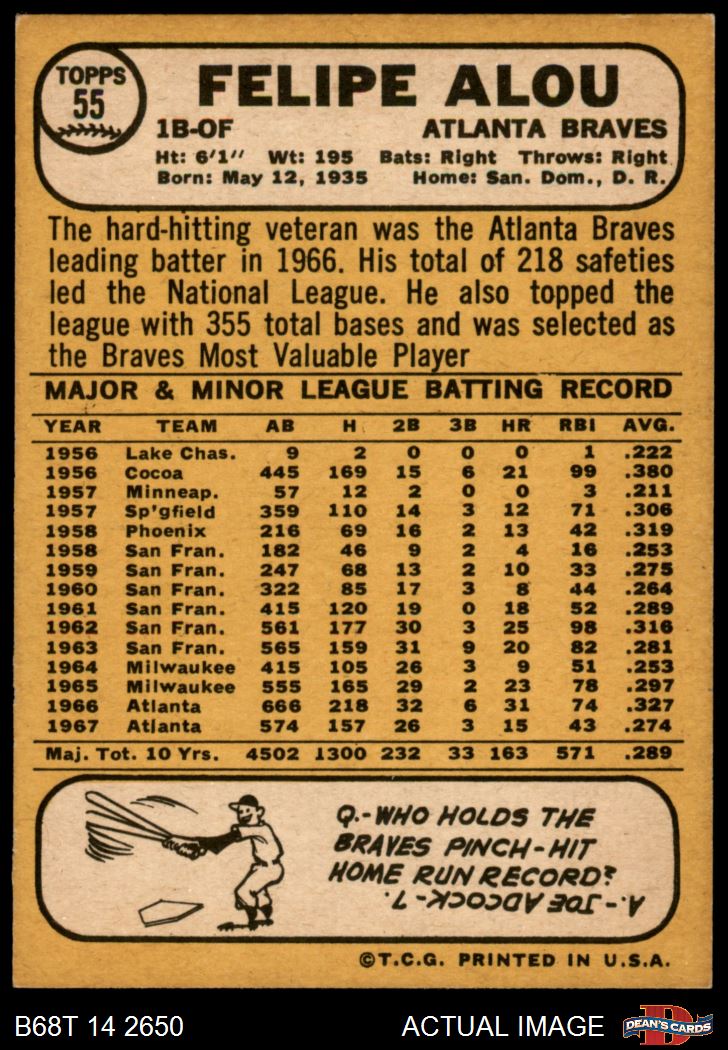 TOPPS
55
FELIPE ALOU
1B-OF ATLANTA BRAVES
Ht: 6'1" Wt: 195 Bats: Right Throws: Right
Born: May 12, 1935 Home: San. Dom., D. R.
The hard-hitting veteran was the Atlanta Braves
leading batter in 1966. His total of 218 safeties
led the National League. He also topped the
league with 355 total bases and was selected as
the Braves Most Valuable Player
MAJOR & MINOR LEAGUE BATTING RECORD
YEAR TEAM AB H 2B 3B HR RBI AVG.
1956 Lake Chas. 9 2 0 0 0 1 .222
1956 Cocoa 445 169 15 6 21 99 .380
1957 Minneap. 57 12 2 0 0 3 .211
1957 Sp'gfield 359 110 14 3 12 71 .306
1958 Phoenix 216 69 16 2 13 42 .319
1958 San Fran. 182 46 9 2 4 16 .253
1959 San Fran. 247 68 13 2 10 33 .275
1960 San Fran. 322 85 17 3 8 44 .264
1961 San Fran. 415 120 19 0 18 52 .289
1962 San Fran. 561 177 30 3 25 98 .316
1963 San Fran. 565 159 31 9 20 82 .281
1964 Milwaukee 415 105 26 3 9 51 .253
1965 Milwaukee 555 165 29 2 23 78 .297
1966 Atlanta 666 218 32 6 31 74 .327
1967 Atlanta 574 157 26 3 15 43 .274
Maj. Tot. 10 Yrs. 4502 1300 232 33 163 571 .289
Q.-WHO HOLDS THE
BRAVES PINCH-HIT
HOME RUN RECORD?
A.-JOE ADCOCK-7.
©T.C.G. PRINTED IN U.S.A.
B68T 14 2650 ACTUAL IMAGE
D
DEAN'S CARDS